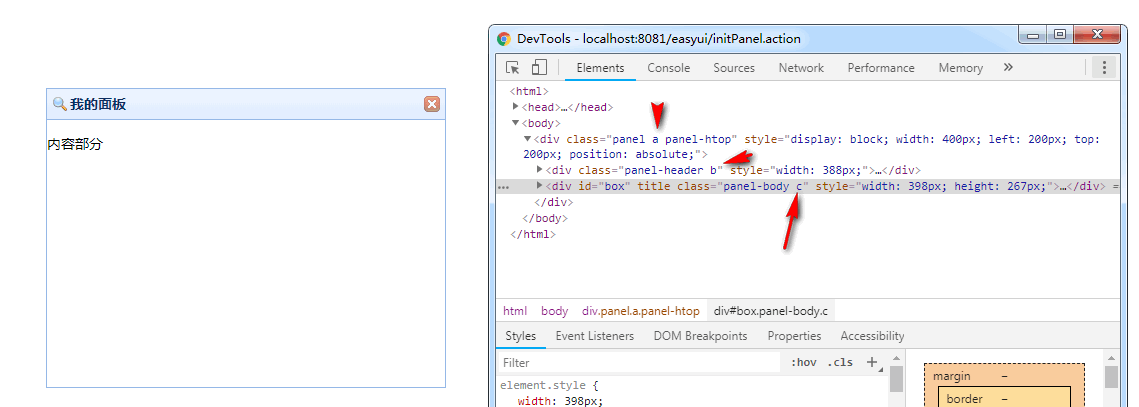 我的面板
内容部分
DevTools - localhost:8081/easyui/initPanel.action
Elements Console Sources Network Performance Memory »
<html>
<head>…</head>
<body>
<div class="panel a panel-htop" style="display: block; width: 400px; left: 200px; top:
200px; position: absolute;">
<div class="panel-header b" style="width: 388px;">…</div>
<div id="box" title class="panel-body c" style="width: 398px; height: 267px;">…</div> =
</div>
</body>
</html>
html body div.panel.a.panel-htop div#box.panel-body.c
Styles Event Listeners DOM Breakpoints Properties Accessibility
Filter :hov .cls +
element.style {
width: 398px;
margin –
border –